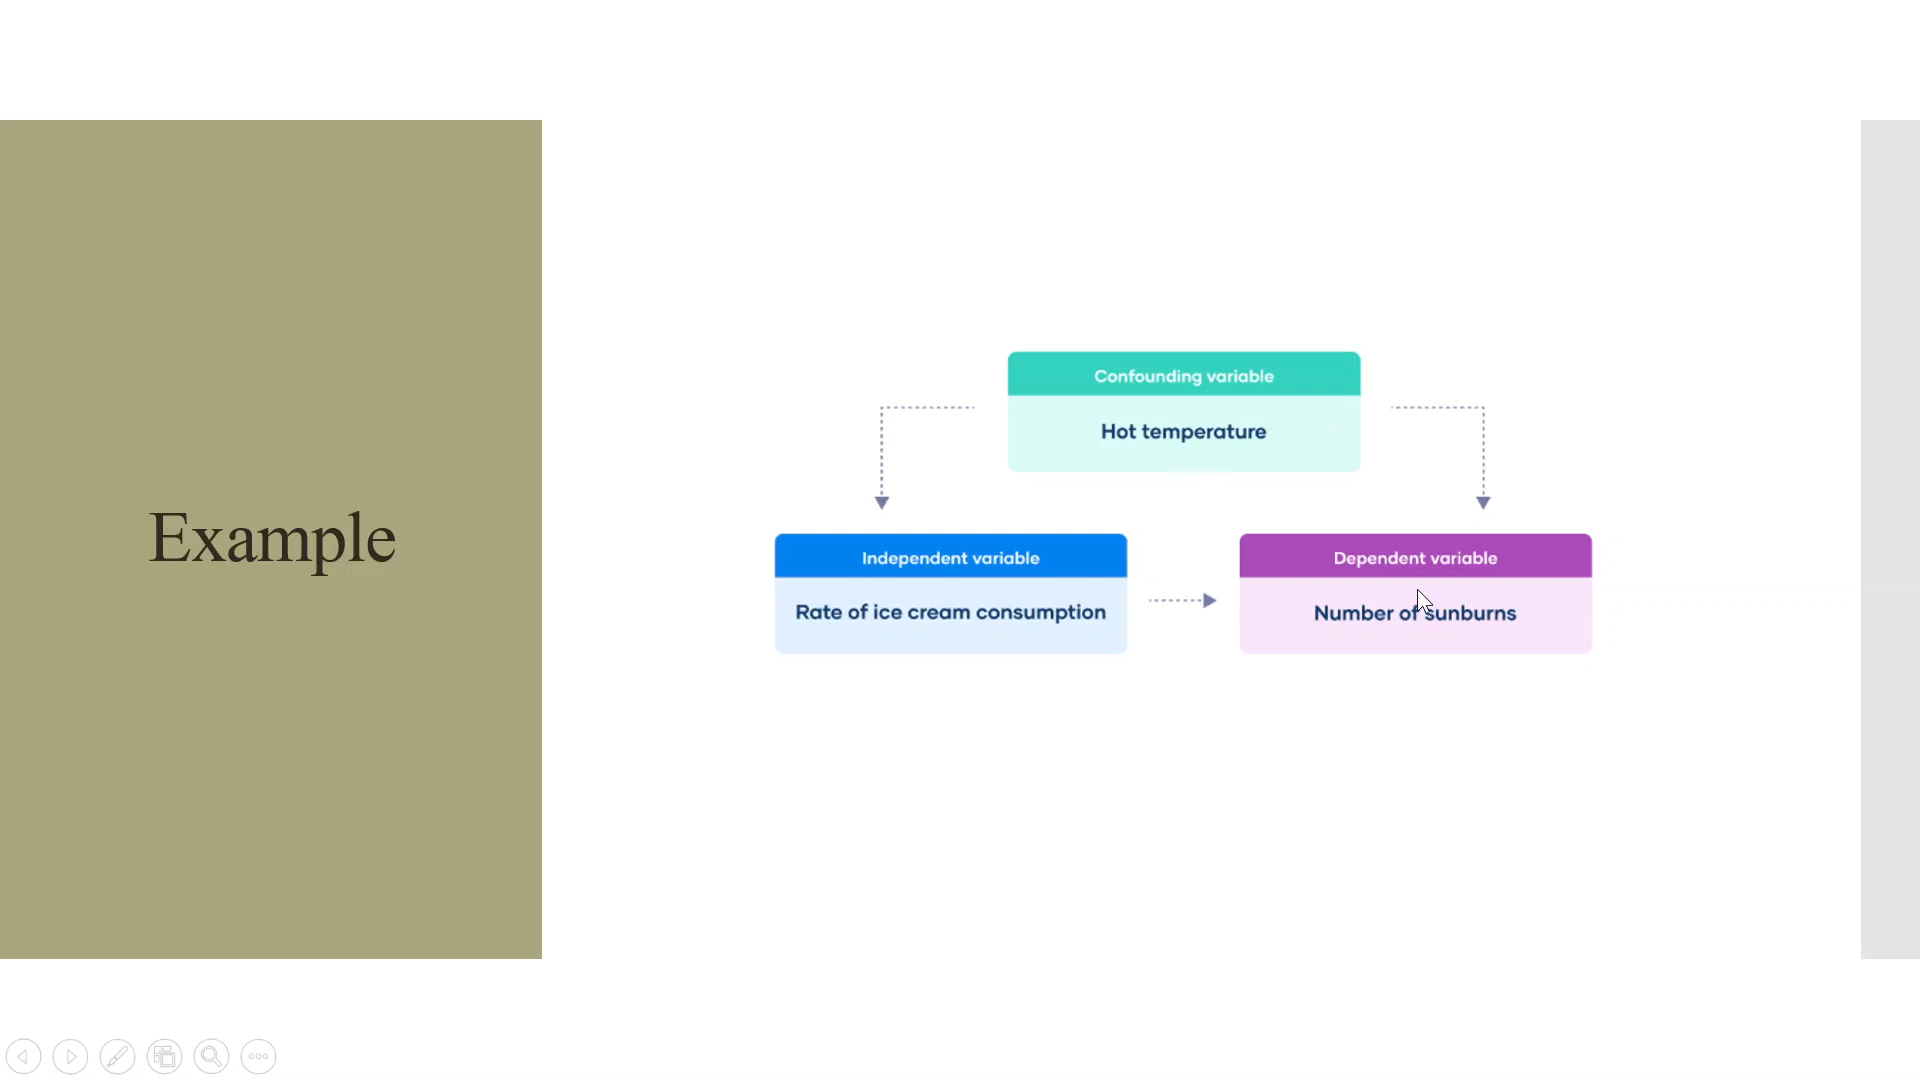 Example
Confounding variable
Hot temperature
Independent variable
Rate of ice cream consumption
Dependent variable
Number of sunburns